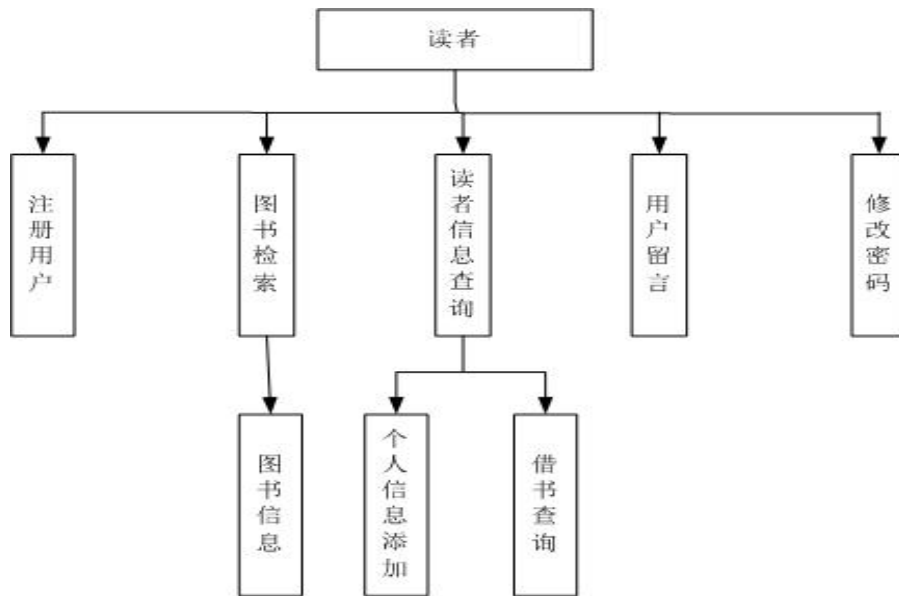 读者
注册用户
图书检索
读者信息查询
用户留言
修改密码
图书信息
个人信息添加
借书查询